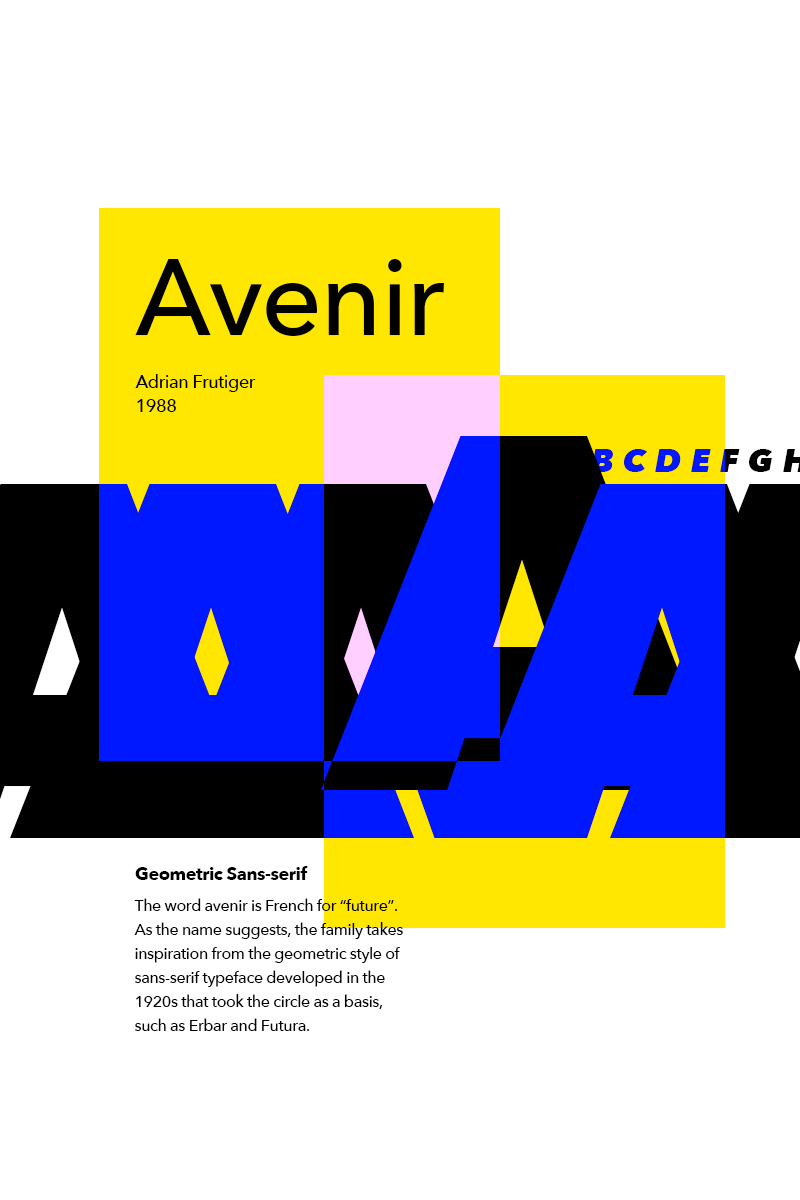 Avenir
Adrian Frutiger
1988
B C D E F G H
A A
Geometric Sans-serif
The word avenir is French for “future”.
As the name suggests, the family takes
inspiration from the geometric style of
sans-serif typeface developed in the
1920s that took the circle as a basis,
such as Erbar and Futura.